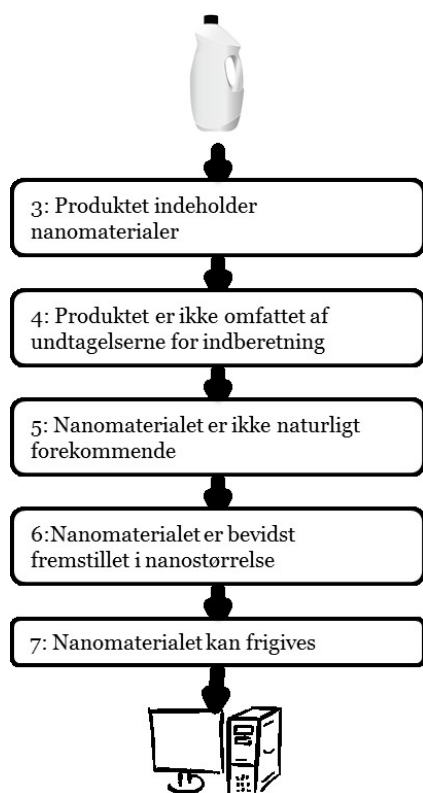 3: Produktet indeholder
nanomaterialer
4: Produktet er ikke omfattet af
undtagelserne for indberetning
5: Nanomaterialet er ikke naturligt
forekommende
6:Nanomaterialet er bevidst
fremstillet i nanostørrelse
7: Nanomaterialet kan frigives